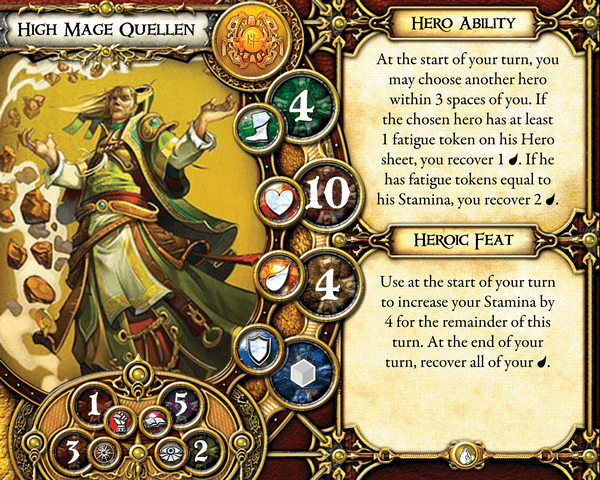 High Mage Quellen
4
10
4
1
5
3
2
Hero Ability
At the start of your turn, you
may choose another hero
within 3 spaces of you. If
the chosen hero has at least
1 fatigue token on his Hero
sheet, you recover 1 . If he
has fatigue tokens equal to
his Stamina, you recover 2 .
Heroic Feat
Use at the start of your turn
to increase your Stamina by
4 for the remainder of this
turn. At the end of your
turn, recover all of your .